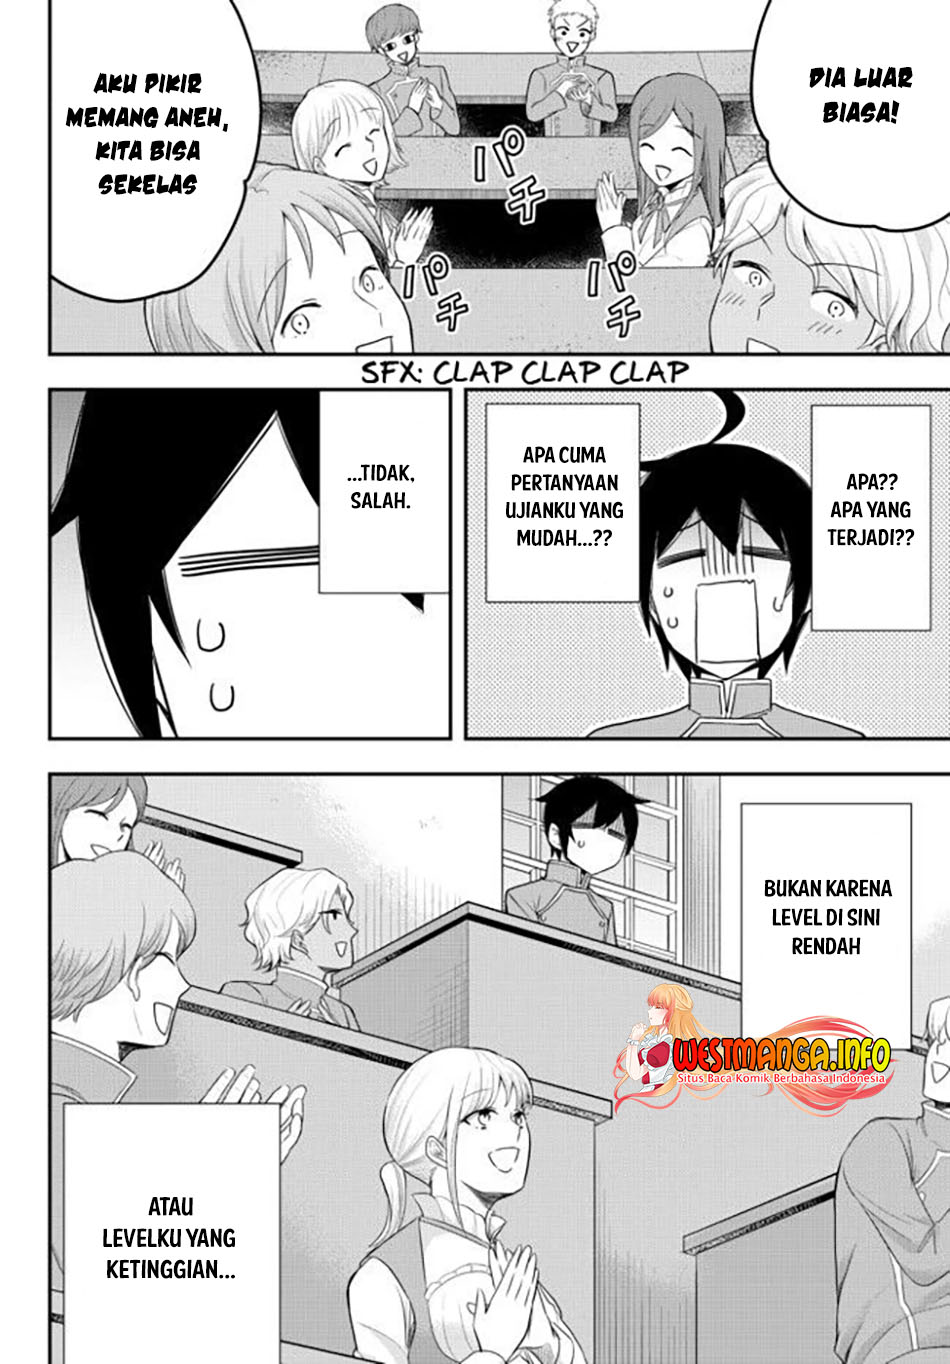 DIA LUAR
BIASA!
AKU PIKIR
MEMANG ANEH,
KITA BISA
SEKELAS
パチ
パチ
パチ
SFX: CLAP CLAP CLAP
APA??
APA YANG
TERJADI??
APA CUMA
PERTANYAAN
UJIANKU YANG
MUDAH...??
...TIDAK,
SALAH.
BUKAN KARENA
LEVEL DI SINI
RENDAH
WESTMANGA.INFO
Situs Baca Komik Berbahasa Indonesia
ATAU
LEVELKU YANG
KETINGGIAN...